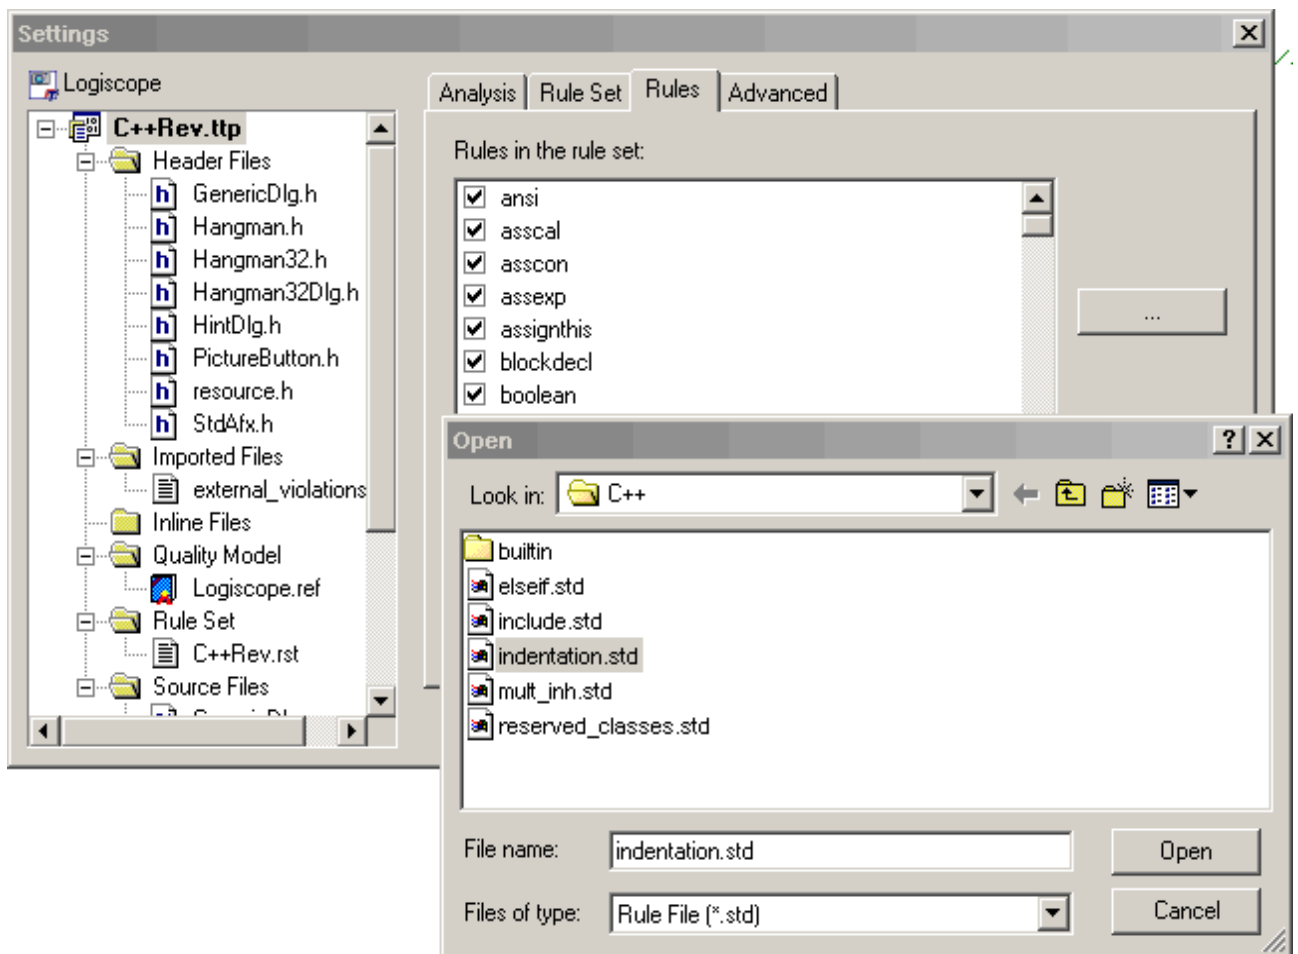 Settings
Logiscope
C++Rev.ttp
Header Files
GenericDlg.h
Hangman.h
Hangman32.h
Hangman32Dlg.h
HintDlg.h
PictureButton.h
resource.h
StdAfx.h
Imported Files
external_violations
Inline Files
Quality Model
Logiscope.ref
Rule Set
C++Rev.rst
Source Files
Analysis
Rule Set
Rules
Advanced
Rules in the rule set:
ansi
asscal
asscon
assexp
assignthis
blockdecl
boolean
...
Open
Look in:
C++
builtin
elseif.std
include.std
indentation.std
mult_inh.std
reserved_classes.std
File name:
indentation.std
Open
Files of type:
Rule File (*.std)
Cancel